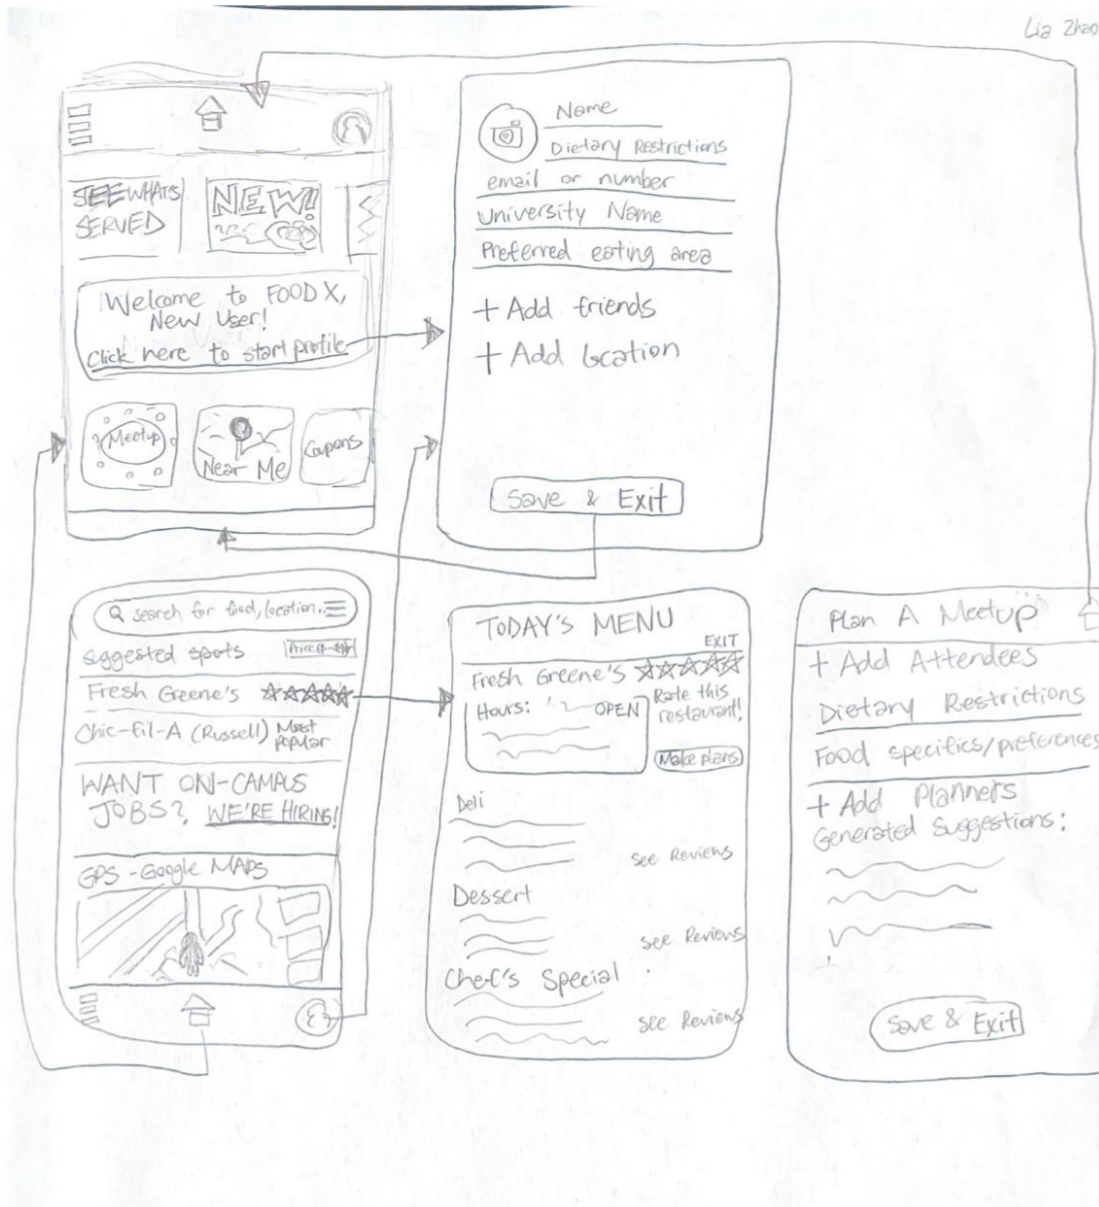 Lia Zhao
SEE WHATS
SERVED
NEW!
Welcome to FOOD X,
New User!
Click here to start profile
Meetup
Near Me
Coupons
Name
Dietary Restrictions
email or number
University Name
Preferred eating area
+ Add friends
+ Add location
Save & Exit
search for food, location..
suggested spots
Fresh Greene's
Chic-fil-A (Russell) Most
popular
WANT ON-CAMPUS
JOBS? WE'RE HIRING!
GPS - Google MAPS
TODAY'S MENU
EXIT
Fresh Greene's
Rate this
restaurant!
Hours: OPEN
Make plans
Deli
see Reviews
Dessert
see Reviews
Chef's Special
see Reviews
Plan A Meetup
+ Add Attendees
Dietary Restrictions
Food specifics/preferences
+ Add Planners
Generated Suggestions:
Save & Exit